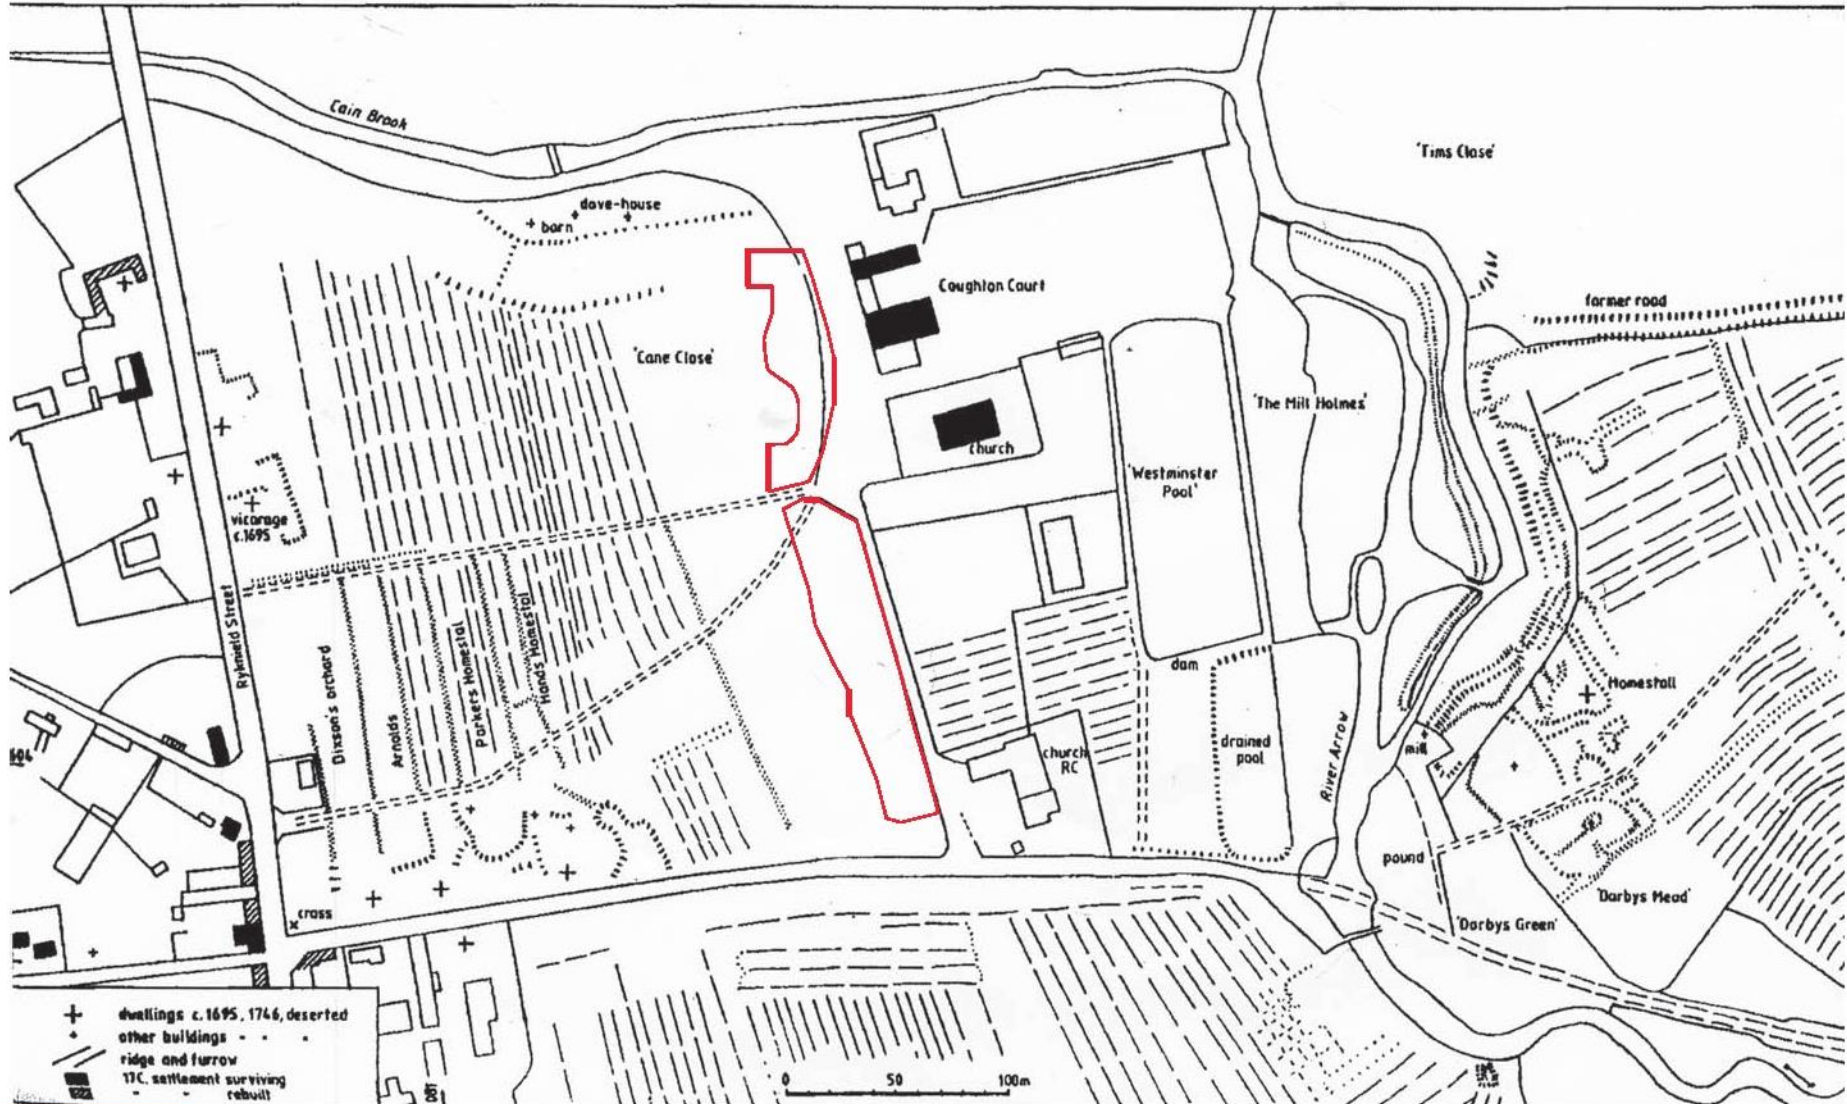 Cain Brook
'Tims Close'
dove-house
barn
Coughton Court
former road
'Cane Close'
'The Mill Holmes'
church
'Westminster
Pool'
vicarage
c.1695
Ryknield Street
Dixson's orchard
Arnolds
Parkers Homestal
Hands Homestal
dam
Homestall
drained
pool
River Arrow
mill
church
RC
pound
'Darbys Mead'
'Darbys Green'
cross
dwellings c.1695, 1746, deserted
other buildings - - -
ridge and furrow
17C. settlement surviving
- - rebuilt
0 50 100m